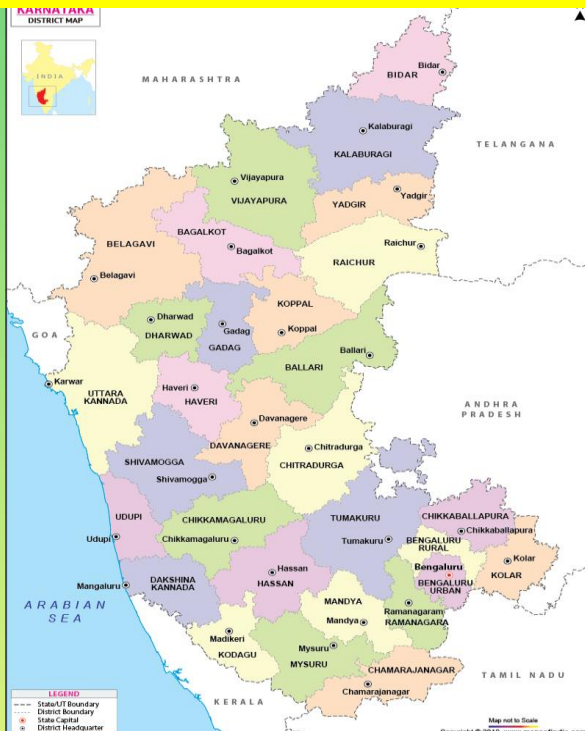 KARNATAKA
DISTRICT MAP
INDIA
MAHARASHTRA
Bidar
BIDAR
Kalaburagi
KALABURAGI
TELANGANA
Vijayapura
VIJAYAPURA
Yadgir
YADGIR
BAGALKOT
Bagalkot
BELAGAVI
Belagavi
Raichur
RAICHUR
KOPPAL
Koppal
Dharwad
DHARWAD
Gadag
GADAG
GOA
Ballari
BALLARI
Karwar
UTTARA
KANNADA
Haveri
HAVERI
ANDHRA
PRADESH
Davanagere
DAVANAGERE
Chitradurga
CHITRADURGA
SHIVAMOGGA
Shivamogga
UDUPI
Udupi
CHIKKAMAGALURU
Chikkamagaluru
TUMAKURU
Tumakuru
CHIKKABALLAPURA
Chikkaballapura
BENGALURU
RURAL
Bengaluru
BENGALURU
URBAN
Kolar
KOLAR
Hassan
HASSAN
Mangaluru
DAKSHINA
KANNADA
ARABIAN
SEA
MANDYA
Mandya
Ramanagaram
RAMANAGARA
Madikeri
KODAGU
Mysuru
MYSURU
CHAMARAJANAGAR
Chamarajanagar
TAMIL NADU
KERALA
LEGEND
State/UT Boundary
District Boundary
State Capital
District Headquarter
Map not to Scale